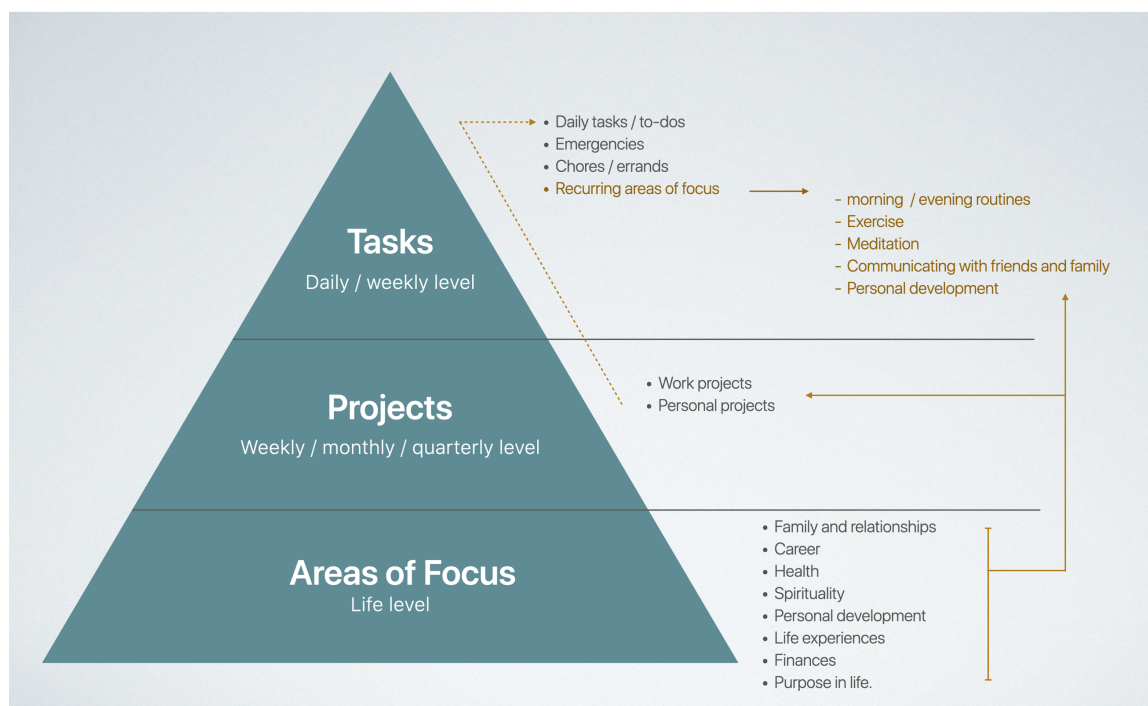 • Daily tasks / to-dos
• Emergencies
• Chores / errands
• Recurring areas of focus
- morning / evening routines
- Exercise
- Meditation
- Communicating with friends and family
- Personal development
Tasks
Daily / weekly level
• Work projects
• Personal projects
Projects
Weekly / monthly / quarterly level
• Family and relationships
• Career
• Health
• Spirituality
• Personal development
• Life experiences
• Finances
• Purpose in life.
Areas of Focus
Life level